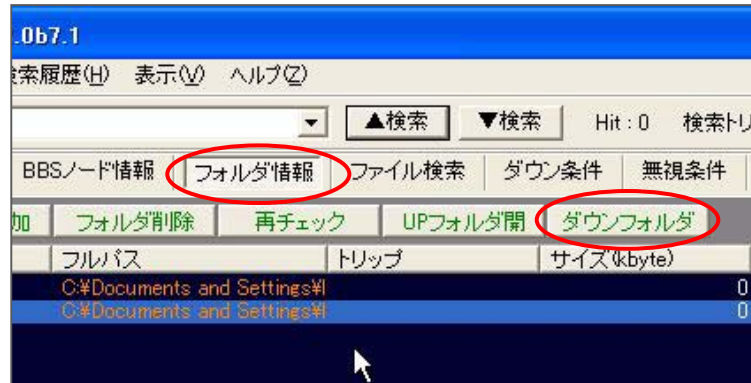 .0b7.1
検索履歴(H) 表示(V) ヘルプ(Z)
▲検索 ▼検索 Hit : 0 検索トリ
BBSノード情報 フォルダ情報 ファイル検索 ダウン条件 無視条件
加 フォルダ削除 再チェック UPフォルダ開 ダウンフォルダ
フルパス トリップ サイズ(kbyte)
C:¥Documents and Settings¥I 0
C:¥Documents and Settings¥I 0